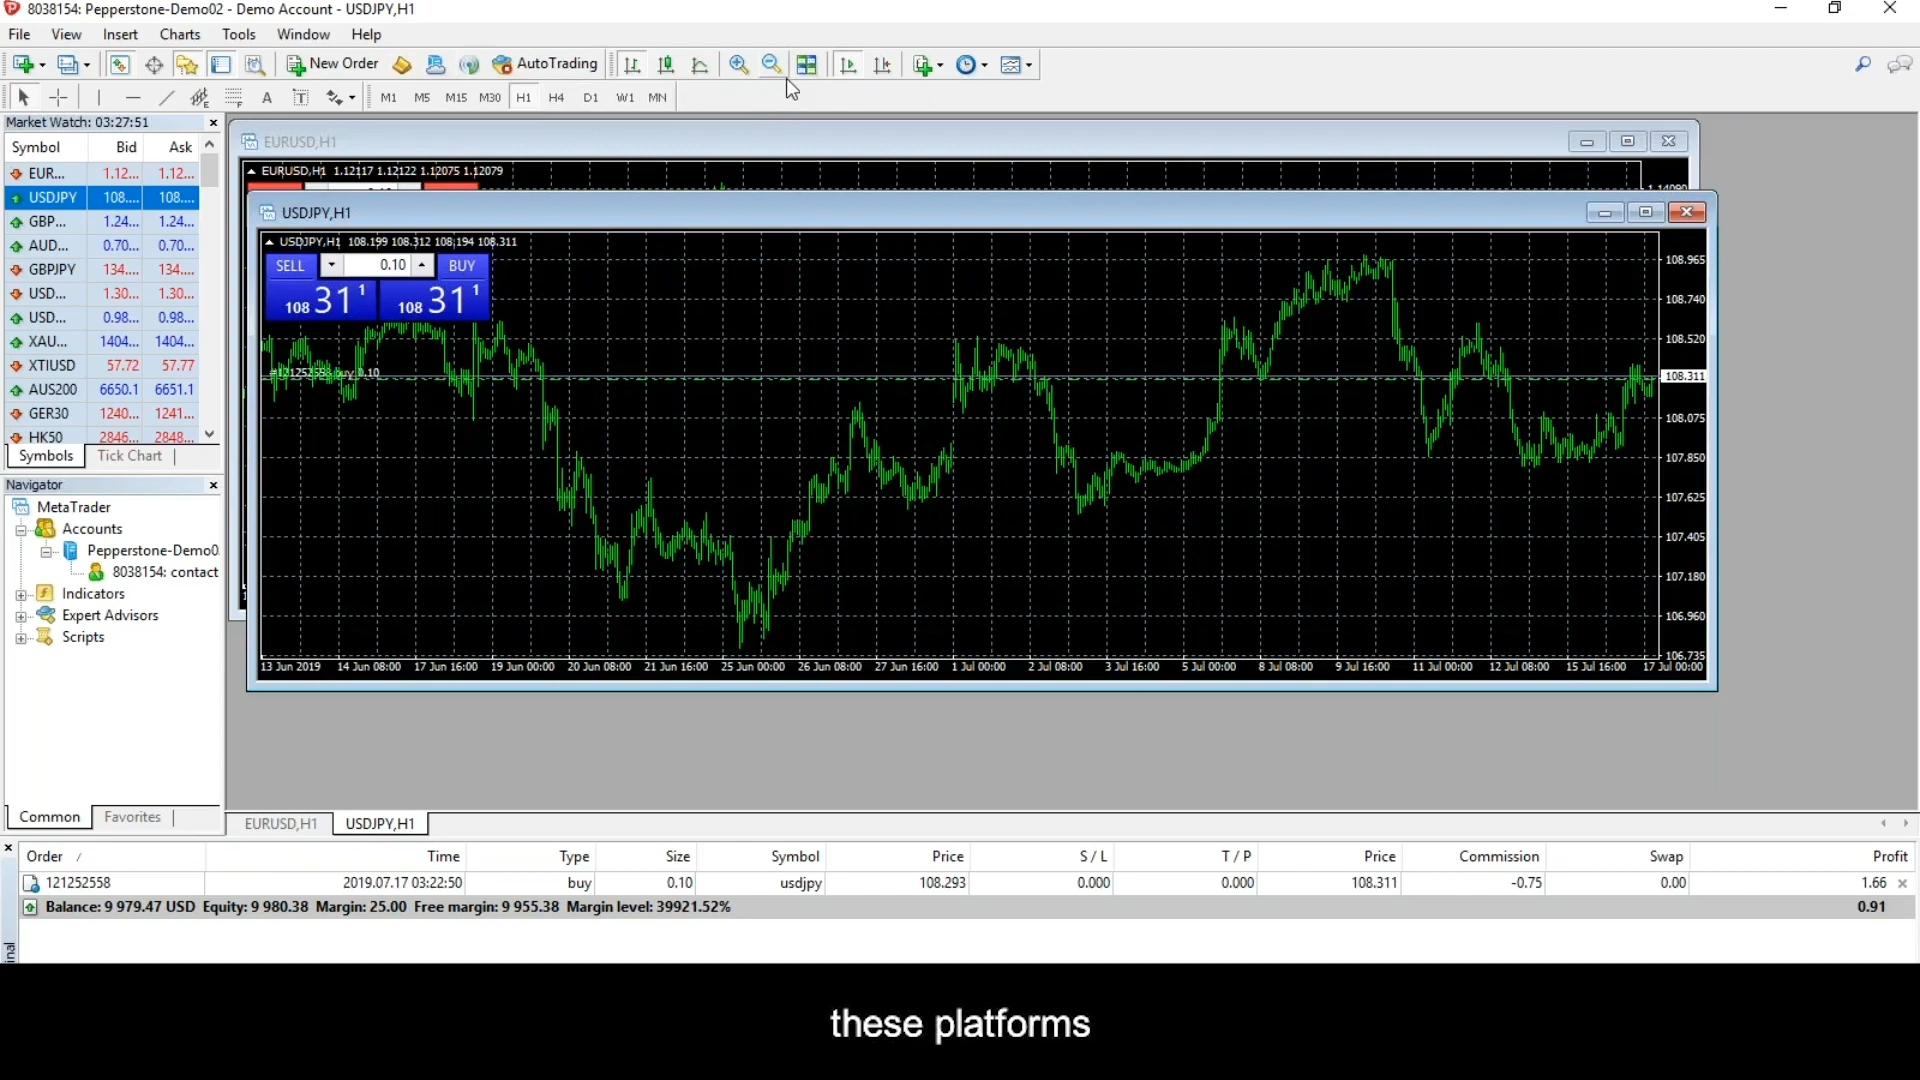 8038154: Pepperstone-Demo02 - Demo Account - USDJPY,H1
File View Insert Charts Tools Window Help
New Order AutoTrading
A T M1 M5 M15 M30 H1 H4 D1 W1 MN
Market Watch: 03:27:51
Symbol Bid Ask
EUR... 1.12... 1.12...
USDJPY 108.... 108....
GBP... 1.24... 1.24...
AUD... 0.70... 0.70...
GBPJPY 134.... 134....
USD... 1.30... 1.30...
USD... 0.98... 0.98...
XAU... 1404... 1404...
XTIUSD 57.72 57.77
AUS200 6650.1 6651.1
GER30 1240... 1241...
HK50 2846... 2848...
Symbols Tick Chart
Navigator
MetaTrader
Accounts
Pepperstone-Demo0
8038154: contact
Indicators
Expert Advisors
Scripts
Common Favorites
EURUSD,H1
EURUSD,H1 1.12117 1.12122 1.12075 1.12079
USDJPY,H1
USDJPY,H1 108.199 108.312 108.194 108.311
SELL 0.10 BUY
108 31 1 108 31 1
#121252558 buy 0.10
108.965
108.740
108.520
108.311
108.075
107.850
107.625
107.405
107.180
106.960
106.735
13 Jun 2019 14 Jun 08:00 17 Jun 16:00 19 Jun 00:00 20 Jun 08:00 21 Jun 16:00 25 Jun 00:00 26 Jun 08:00 27 Jun 16:00 1 Jul 00:00 2 Jul 08:00 3 Jul 16:00 5 Jul 00:00 8 Jul 08:00 9 Jul 16:00 11 Jul 00:00 12 Jul 08:00 15 Jul 16:00 17 Jul 00:00
EURUSD,H1 USDJPY,H1
Order / Time Type Size Symbol Price S / L T / P Price Commission Swap Profit
121252558 2019.07.17 03:22:50 buy 0.10 usdjpy 108.293 0.000 0.000 108.311 -0.75 0.00 1.66
Balance: 9 979.47 USD Equity: 9 980.38 Margin: 25.00 Free margin: 9 955.38 Margin level: 39921.52% 0.91
these platforms